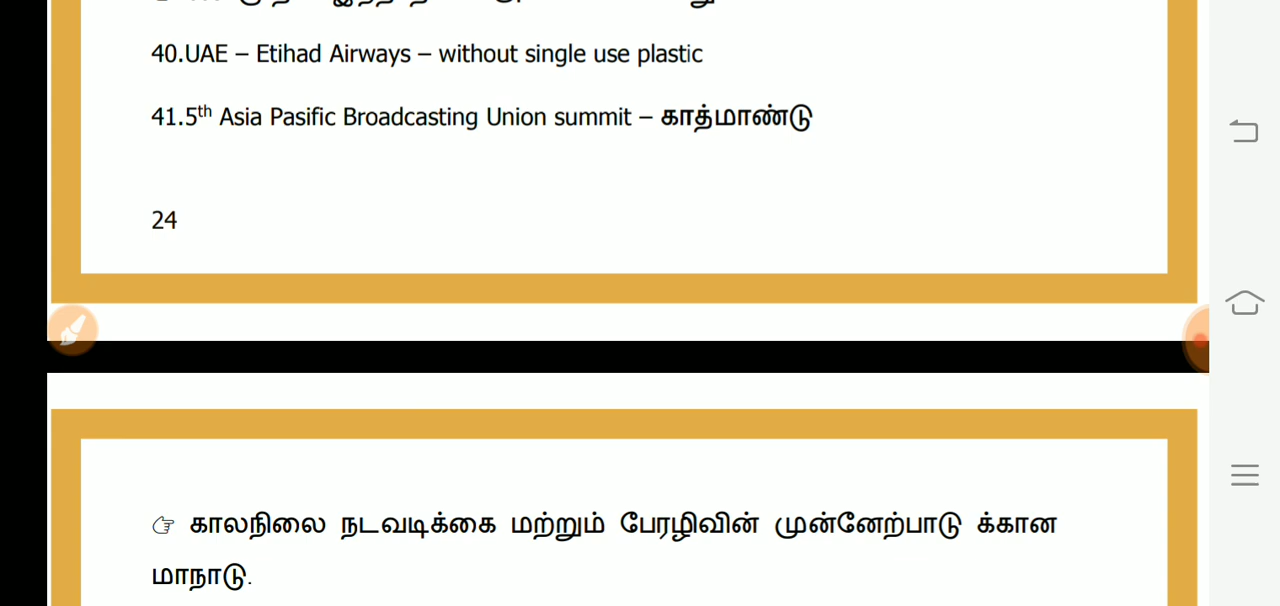 40.UAE – Etihad Airways – without single use plastic
41.5th Asia Pasific Broadcasting Union summit – காத்மாண்டு
24
☞ காலநிலை நடவடிக்கை மற்றும் பேரழிவின் முன்னேற்பாடு க்கான
மாநாடு.